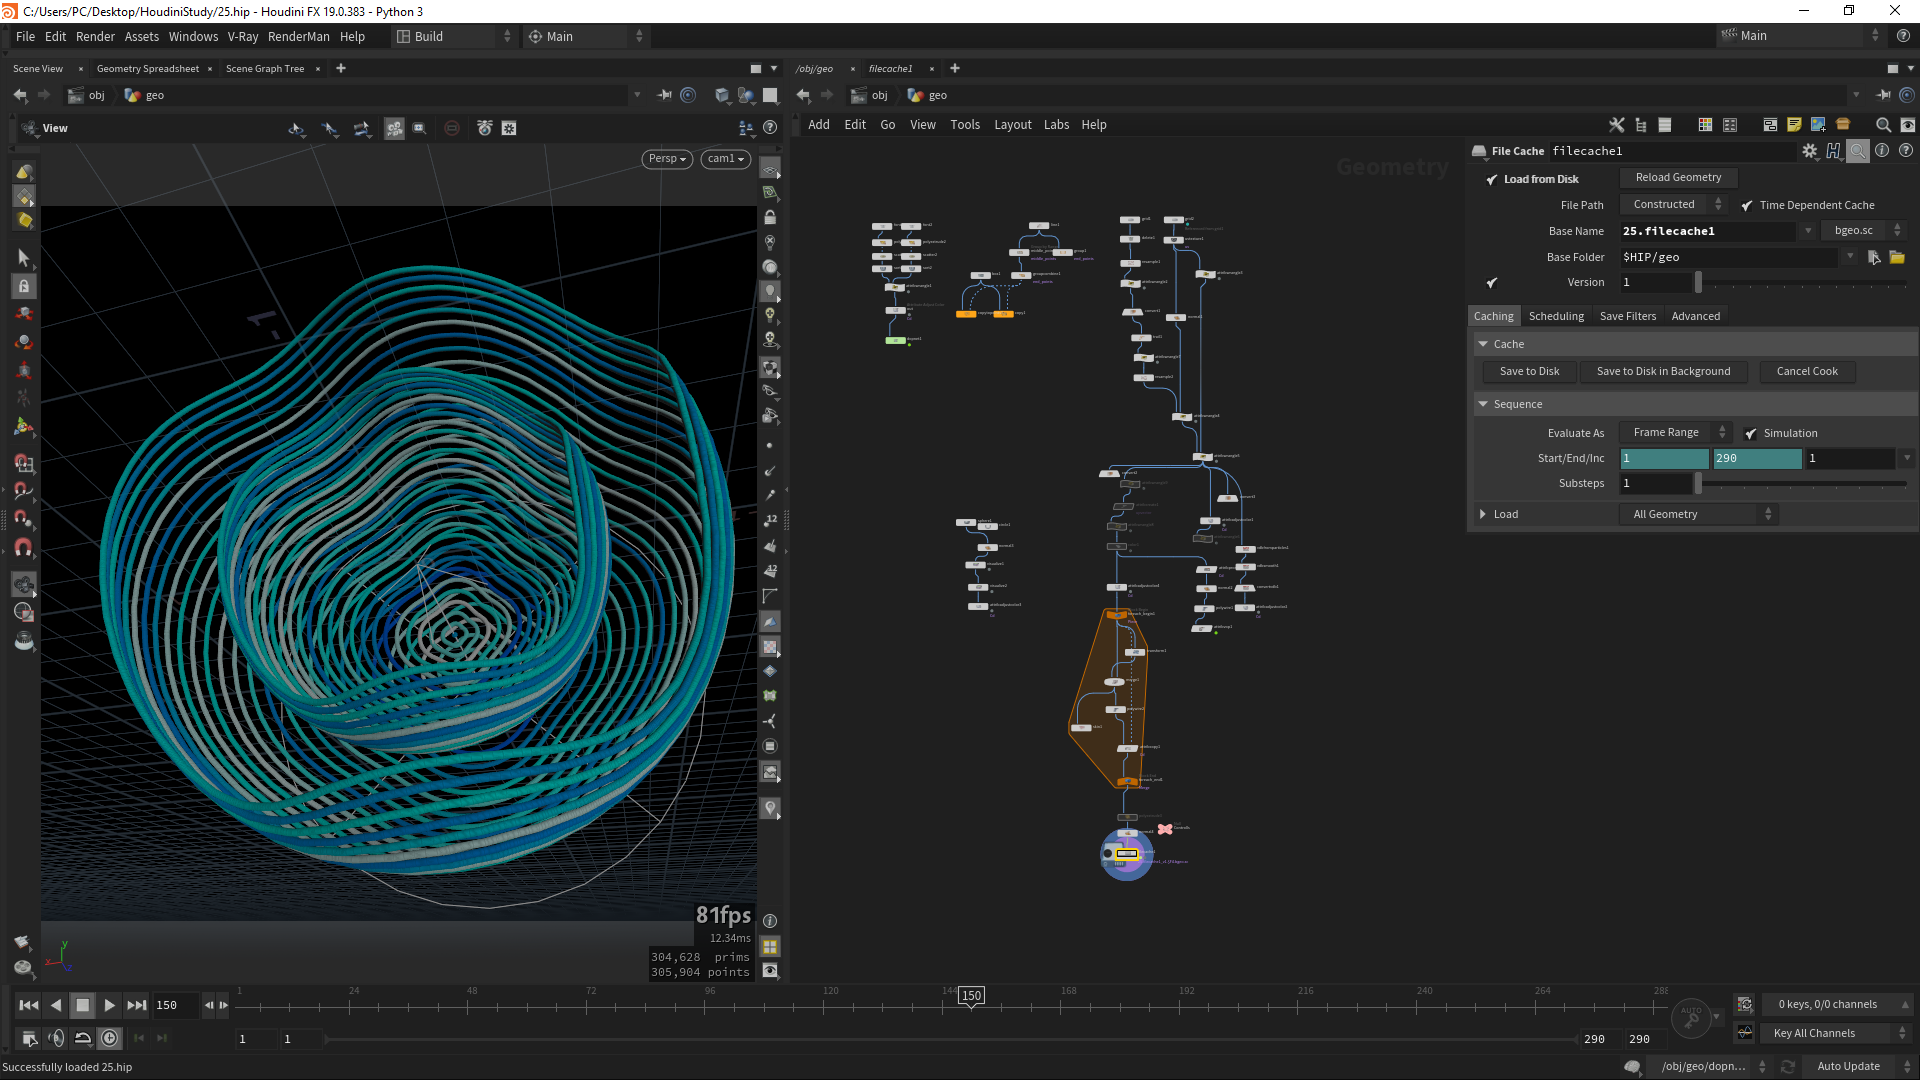 C:/Users/PC/Desktop/HoudiniStudy/25.hip - Houdini FX 19.0.383 - Python 3
File Edit Render Assets Windows V-Ray RenderMan Help Build Main Main
Scene View × Geometry Spreadsheet × Scene Graph Tree × +
/obj/geo × filecache1 × +
obj geo
obj geo
View
Add Edit Go View Tools Layout Labs Help
Persp cam1
Geometry
File Cache filecache1
Load from Disk Reload Geometry
File Path Constructed Time Dependent Cache
Base Name 25.filecache1 bgeo.sc
Base Folder $HIP/geo
Version 1
Caching Scheduling Save Filters Advanced
Cache
Save to Disk Save to Disk in Background Cancel Cook
Sequence
Evaluate As Frame Range Simulation
Start/End/Inc 1 290 1
Substeps 1
Load All Geometry
81fps
12.34ms
304,628 prims
305,904 points
150 1 24 48 72 96 120 144 150 168 192 216 240 264 288
AUTO
0 keys, 0/0 channels
1 1 290 290
Key All Channels
Successfully loaded 25.hip
/obj/geo/dopn... Auto Update